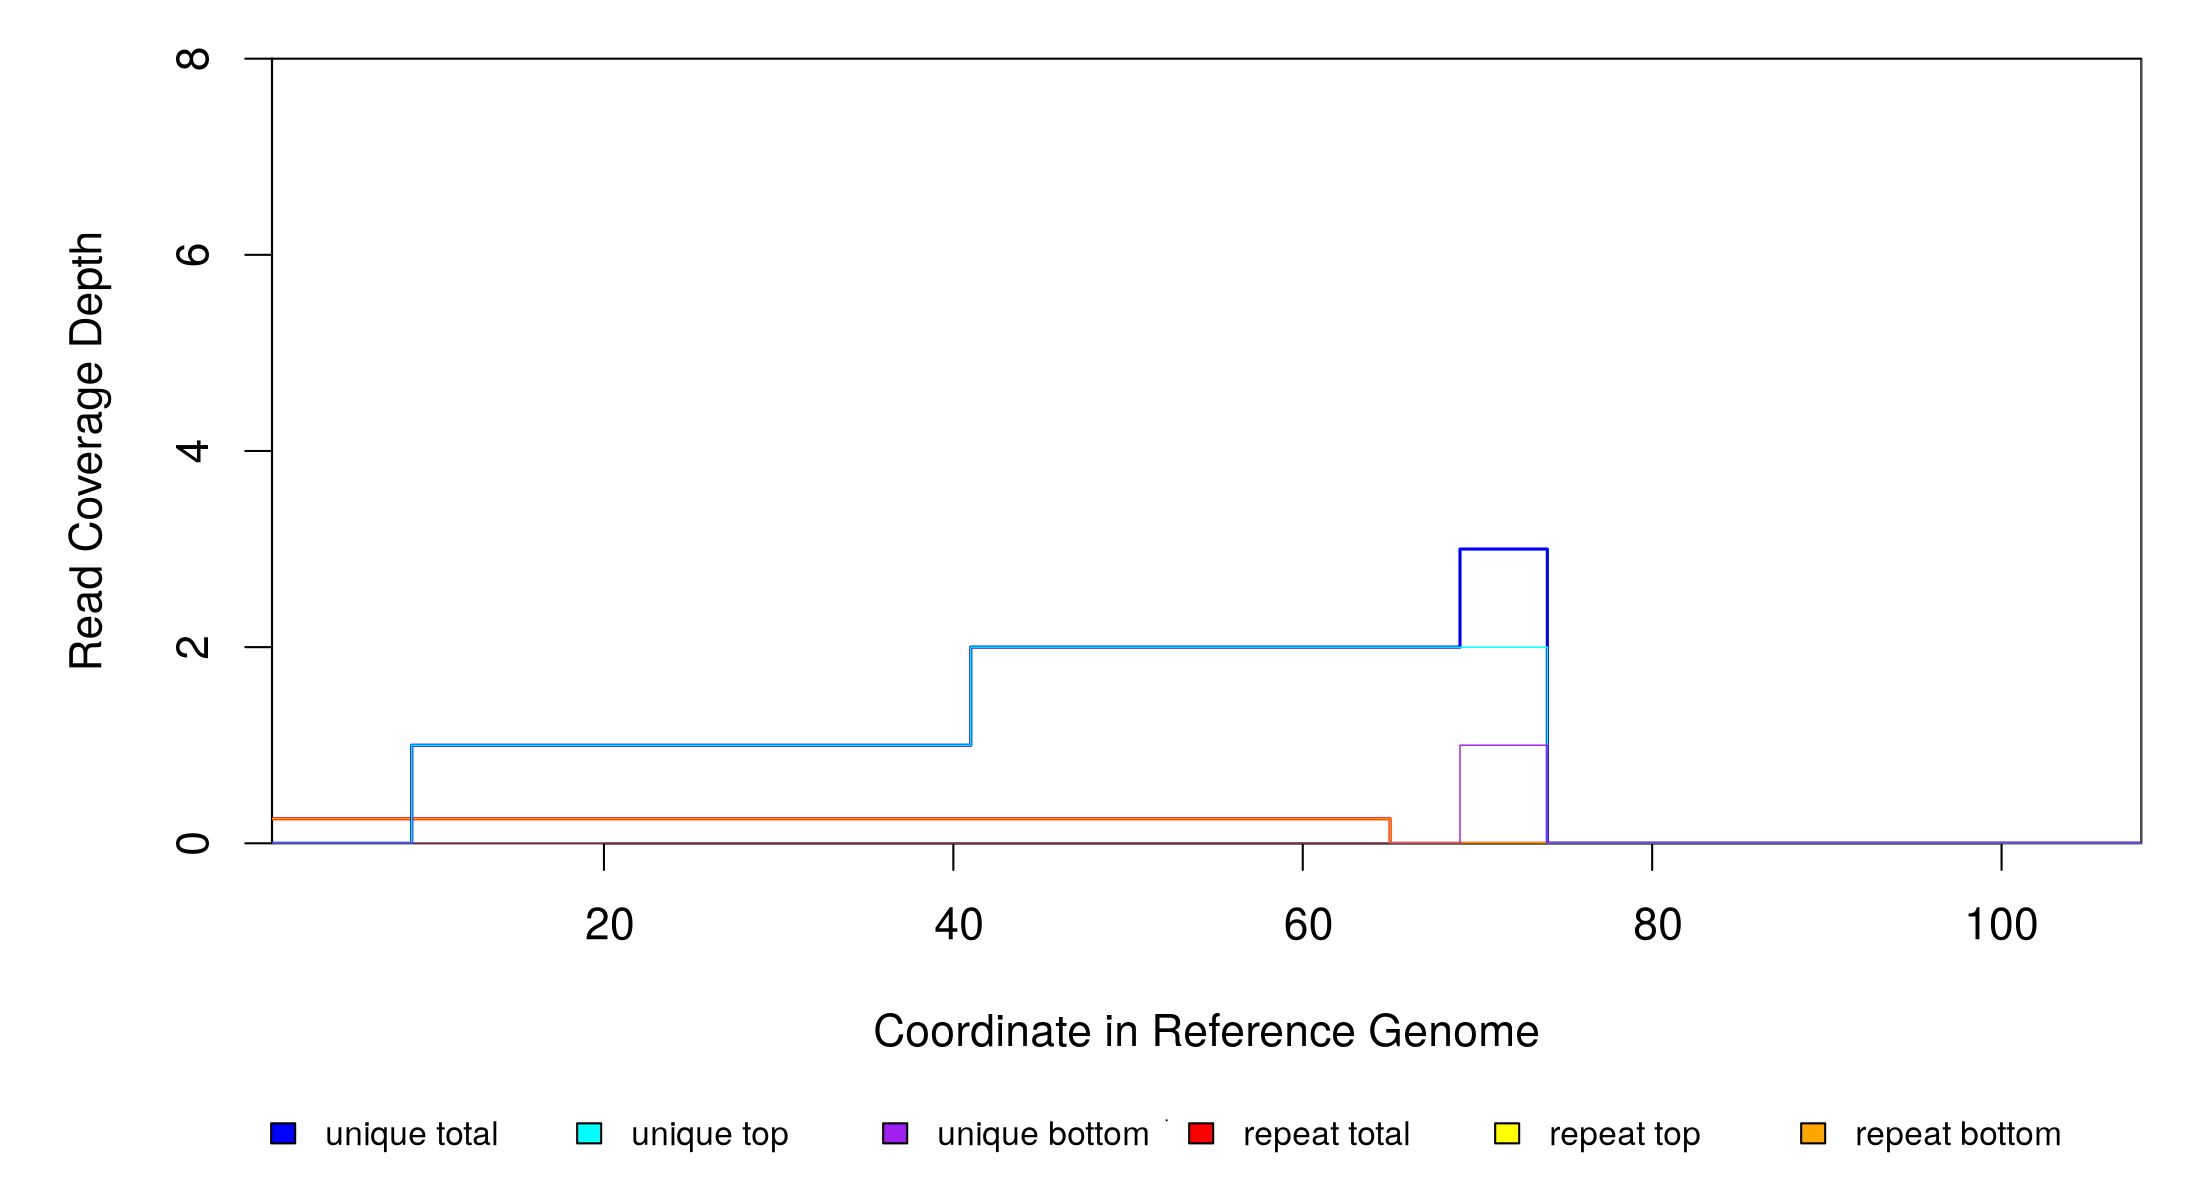 Read Coverage Depth
8
6
4
2
0
20 40 60 80 100
Coordinate in Reference Genome
unique total unique top unique bottom repeat total repeat top repeat bottom